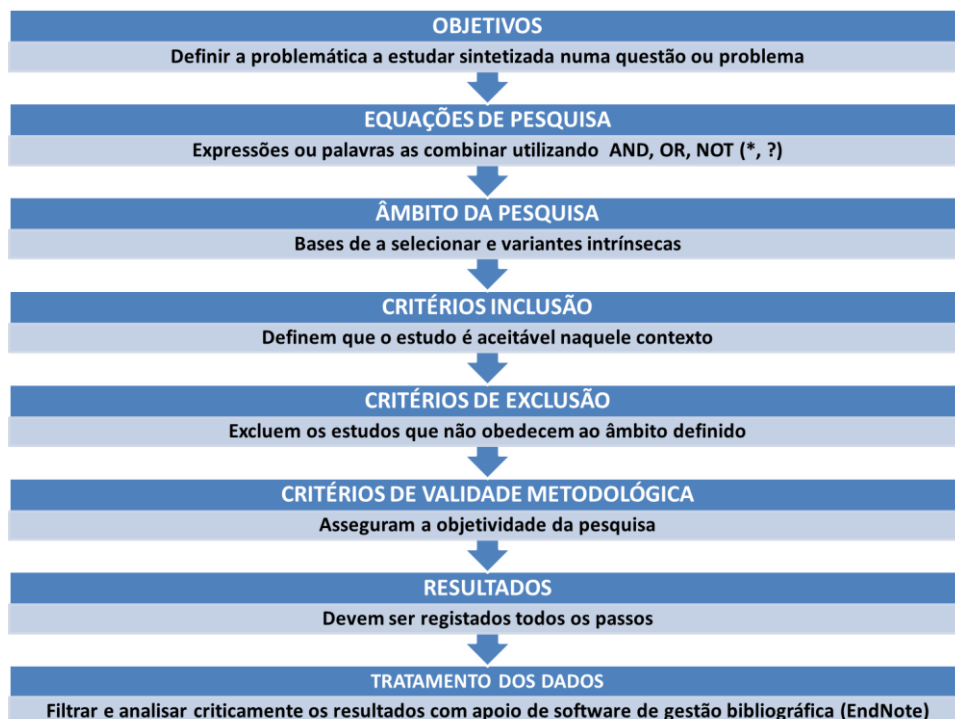 OBJETIVOS
Definir a problemática a estudar sintetizada numa questão ou problema
EQUAÇÕES DE PESQUISA
Expressões ou palavras as combinar utilizando AND, OR, NOT (*, ?)
ÂMBITO DA PESQUISA
Bases de a selecionar e variantes intrínsecas
CRITÉRIOS INCLUSÃO
Definem que o estudo é aceitável naquele contexto
CRITÉRIOS DE EXCLUSÃO
Excluem os estudos que não obedecem ao âmbito definido
CRITÉRIOS DE VALIDADE METODOLÓGICA
Asseguram a objetividade da pesquisa
RESULTADOS
Devem ser registados todos os passos
TRATAMENTO DOS DADOS
Filtrar e analisar criticamente os resultados com apoio de software de gestão bibliográfica (EndNote)